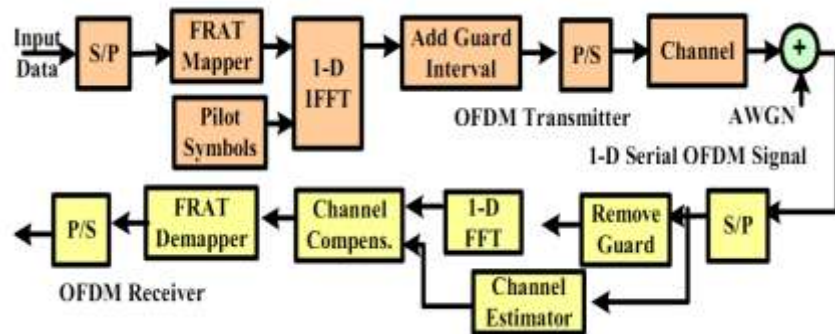 Input
Data
S/P
FRAT
Mapper
Pilot
Symbols
1-D
IFFT
Add Guard
Interval
P/S
Channel
+
AWGN
OFDM Transmitter
1-D Serial OFDM Signal
P/S
FRAT
Demapper
Channel
Compens.
1-D
FFT
Remove
Guard
S/P
Channel
Estimator
OFDM Receiver